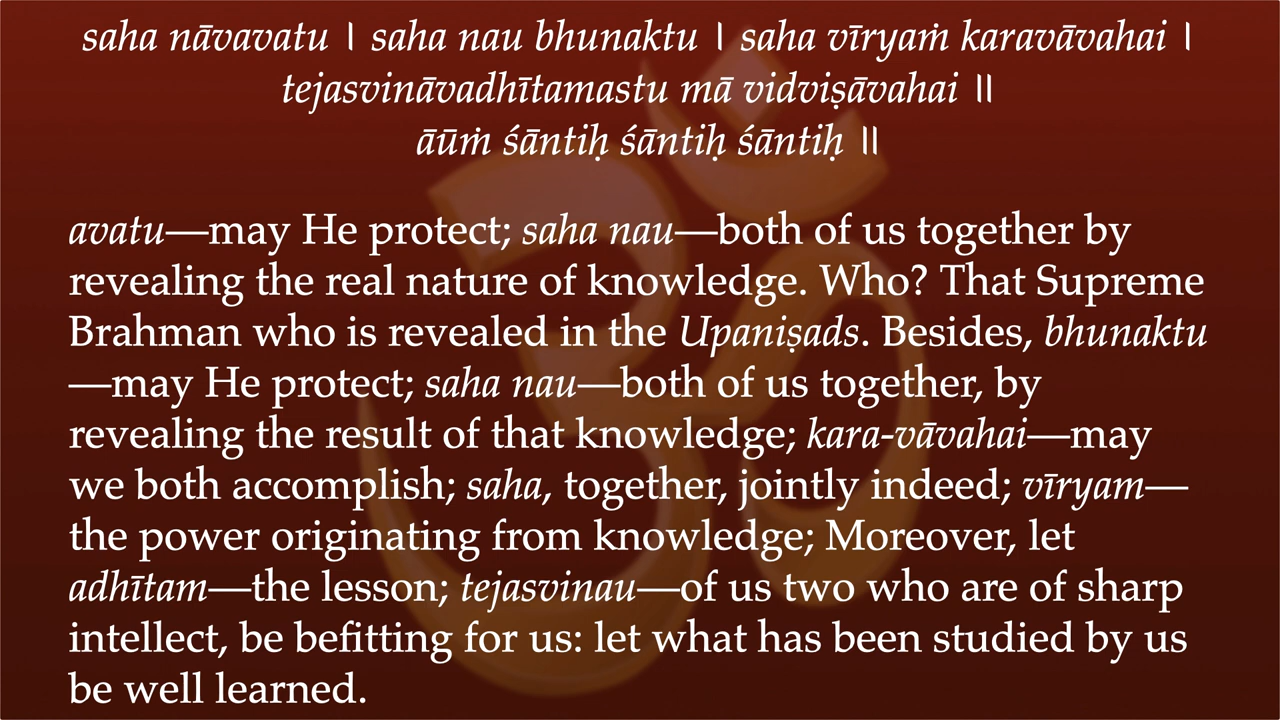 saha nāvavatu । saha nau bhunaktu । saha vīryaṁ karavāvahai ।
tejasvināvadhītamastu mā vidviṣāvahai ॥
āūṁ śāntiḥ śāntiḥ śāntiḥ ॥
avatu—may He protect; saha nau—both of us together by
revealing the real nature of knowledge. Who? That Supreme
Brahman who is revealed in the Upaniṣads. Besides, bhunaktu
—may He protect; saha nau—both of us together, by
revealing the result of that knowledge; kara-vāvahai—may
we both accomplish; saha, together, jointly indeed; vīryam—
the power originating from knowledge; Moreover, let
adhītam—the lesson; tejasvinau—of us two who are of sharp
intellect, be befitting for us: let what has been studied by us
be well learned.